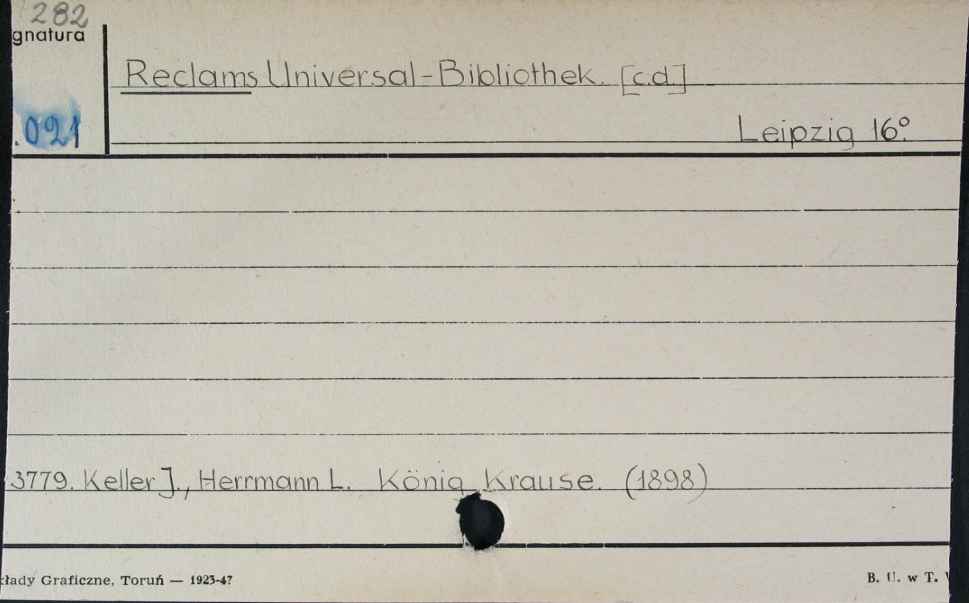 282
gnatura
Reclams Universal-Bibliothek. [c.d.]
.021
Leipzig 16°.
3779. Keller J., Herrmann L. König Krause. (1898)
kłady Graficzne, Toruń — 1923-47
B. U. w T.